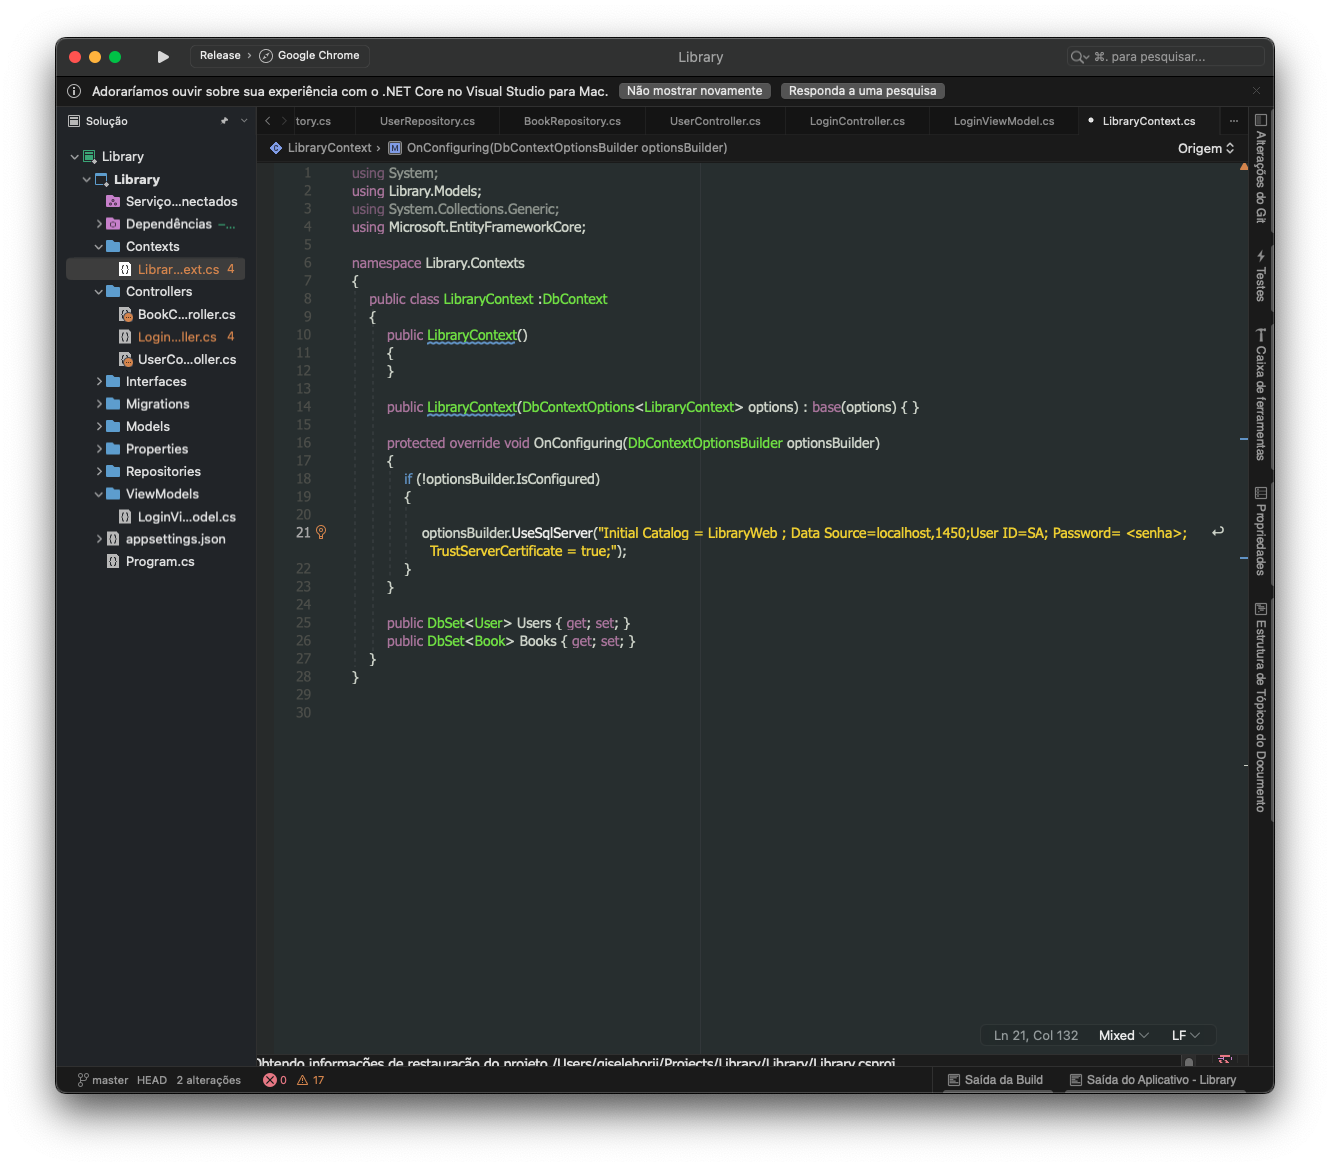 Release › Google Chrome
Library
⌘. para pesquisar...
Adoraríamos ouvir sobre sua experiência com o .NET Core no Visual Studio para Mac.
Não mostrar novamente
Responda a uma pesquisa
Solução
Library
Library
Serviço...nectados
Dependências –...
Contexts
Librar...ext.cs 4
Controllers
BookC...roller.cs
Login...ller.cs 4
UserCo...oller.cs
Interfaces
Migrations
Models
Properties
Repositories
ViewModels
LoginVi...odel.cs
appsettings.json
Program.cs
tory.cs
UserRepository.cs
BookRepository.cs
UserController.cs
LoginController.cs
LoginViewModel.cs
LibraryContext.cs
...
LibraryContext › M OnConfiguring(DbContextOptionsBuilder optionsBuilder)
Origem
1 using System;
2 using Library.Models;
3 using System.Collections.Generic;
4 using Microsoft.EntityFrameworkCore;
5
6 namespace Library.Contexts
7 {
8 public class LibraryContext :DbContext
9 {
10 public LibraryContext()
11 {
12 }
13
14 public LibraryContext(DbContextOptions<LibraryContext> options) : base(options) { }
15
16 protected override void OnConfiguring(DbContextOptionsBuilder optionsBuilder)
17 {
18 if (!optionsBuilder.IsConfigured)
19 {
20
21 optionsBuilder.UseSqlServer("Initial Catalog = LibraryWeb ; Data Source=localhost,1450;User ID=SA; Password= <senha>;
TrustServerCertificate = true;");
22 }
23 }
24
25 public DbSet<User> Users { get; set; }
26 public DbSet<Book> Books { get; set; }
27 }
28 }
29
30
Alterações do Git
Testes
Caixa de ferramentas
Propriedades
Estrutura de Tópicos do Documento
Ln 21, Col 132
Mixed
LF
Obtendo informações de restauração do projeto /Users/giselehorii/Projects/Library/Library/Library.csproj
master HEAD 2 alterações
0
17
Saída da Build
Saída do Aplicativo - Library